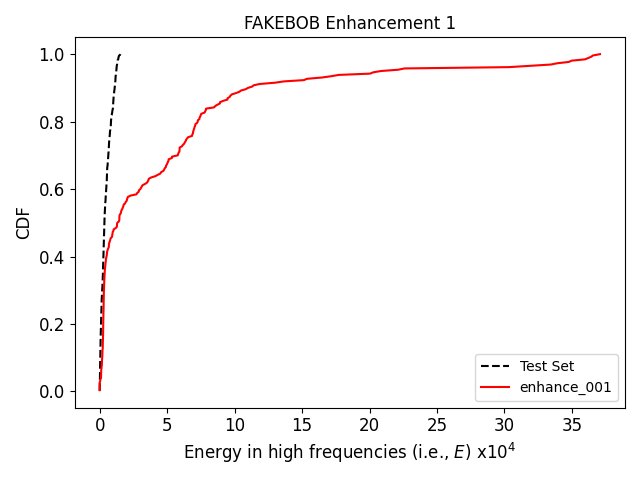 FAKEBOB Enhancement 1
1.0
0.8
0.6
0.4
0.2
0.0
CDF
0 5 10 15 20 25 30 35
Energy in high frequencies (i.e., E) x10⁴
Test Set
enhance_001